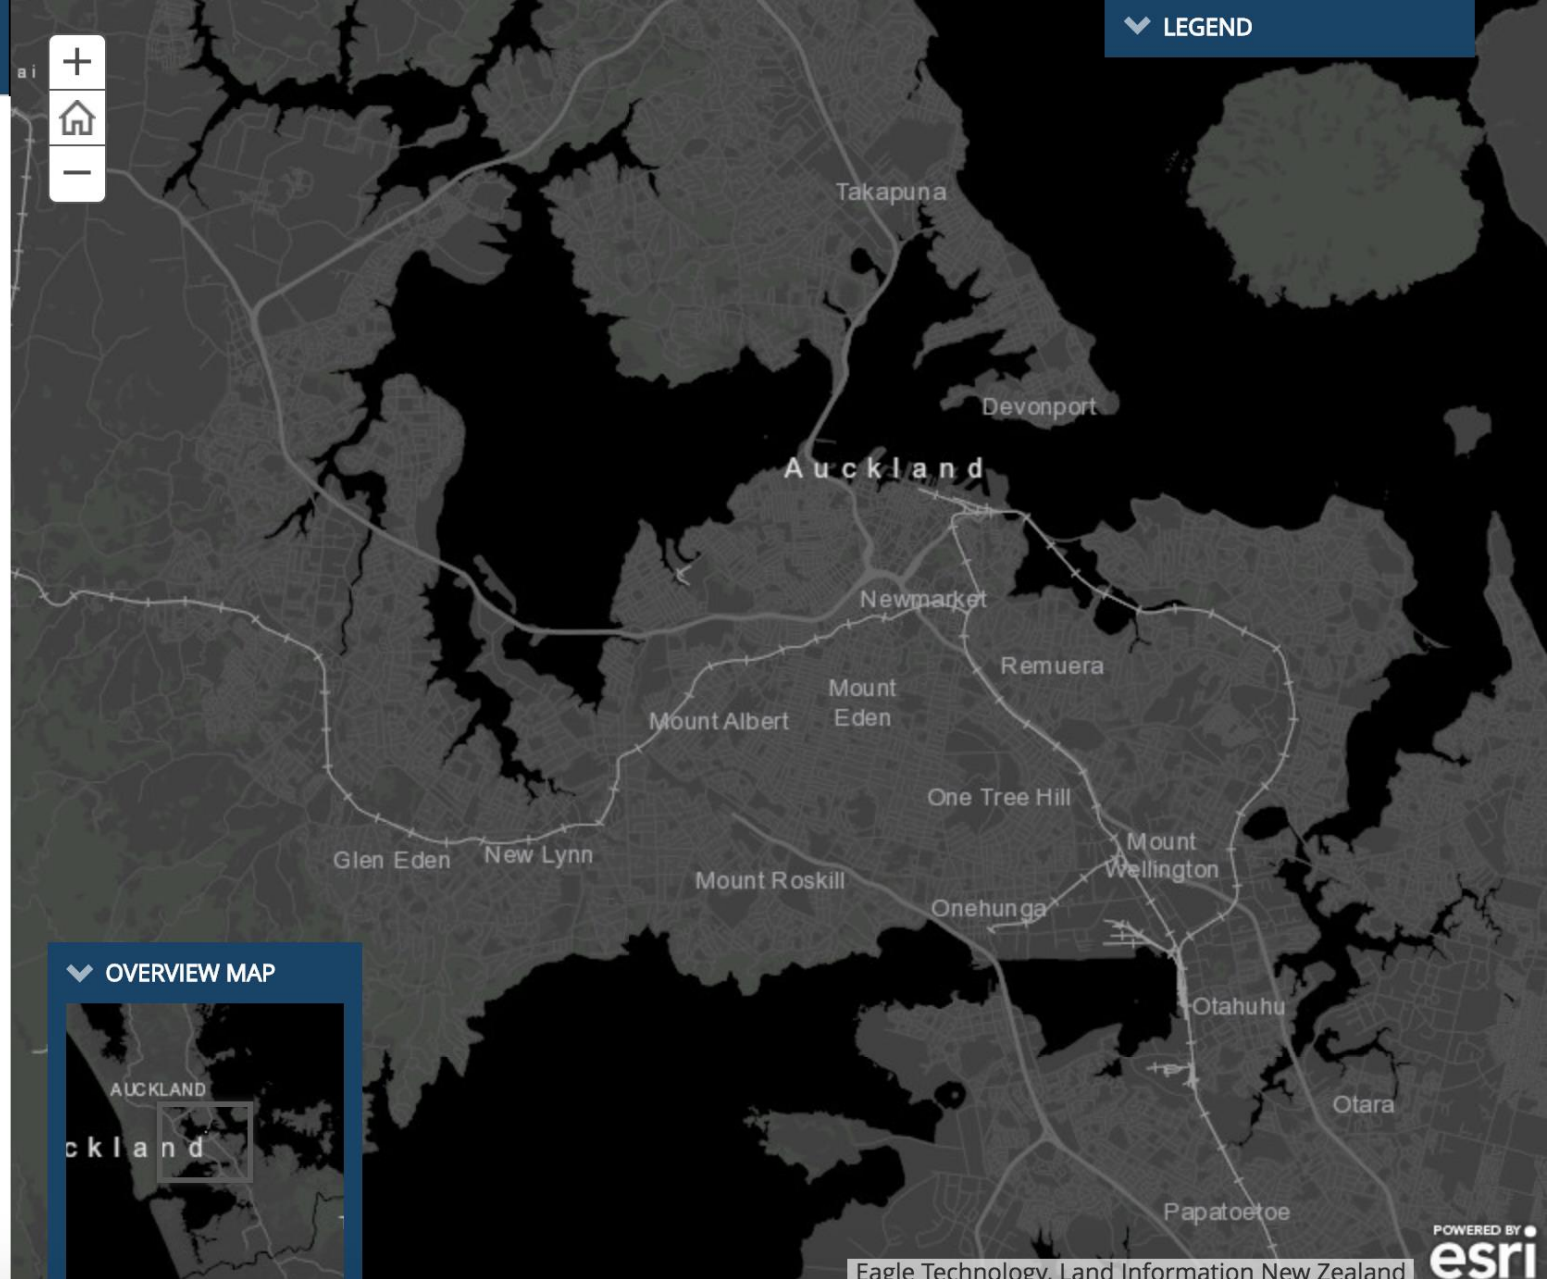 LEGEND
ai
Takapuna
Devonport
Auckland
Newmarket
Remuera
Mount
Eden
Mount Albert
One Tree Hill
Mount
Wellington
Glen Eden
New Lynn
Mount Roskill
Onehunga
OVERVIEW MAP
Otahuhu
AUCKLAND
Otara
ckland
Papatoetoe
POWERED BY
esri
Eagle Technology, Land Information New Zealand